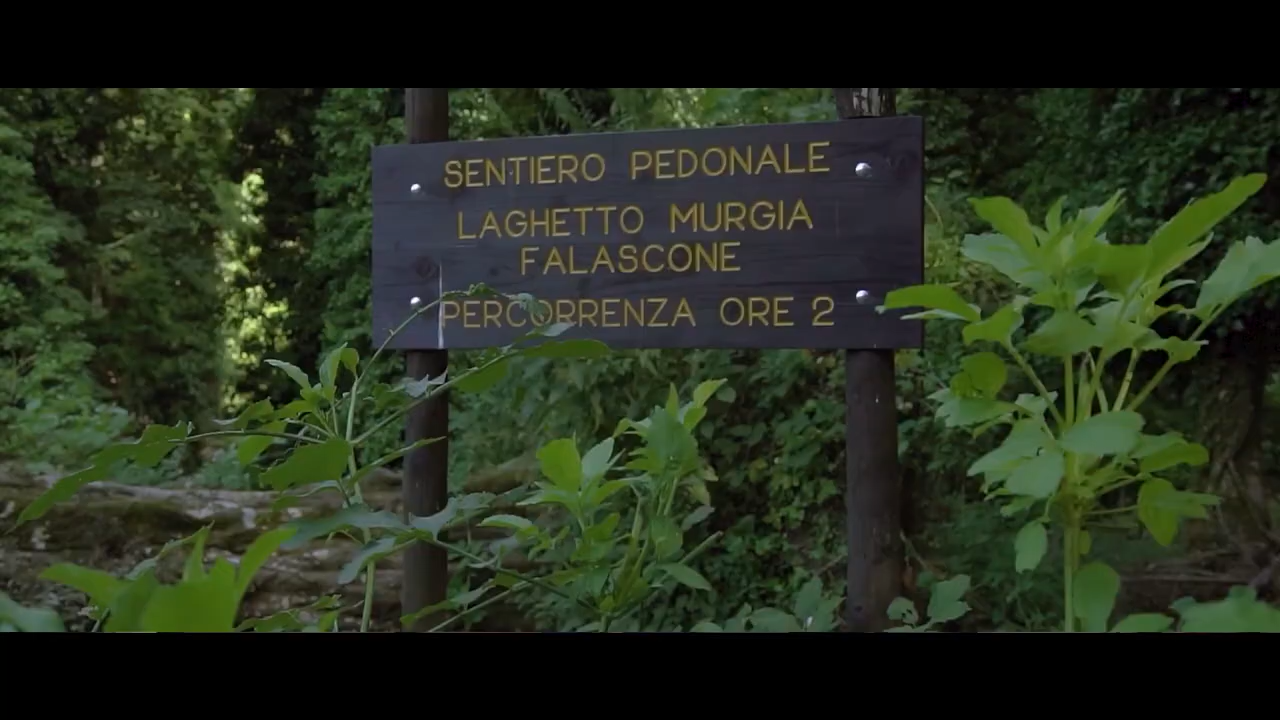 SENTIERO PEDONALE
LAGHETTO MURGIA
FALASCONE
PERCORRENZA ORE 2